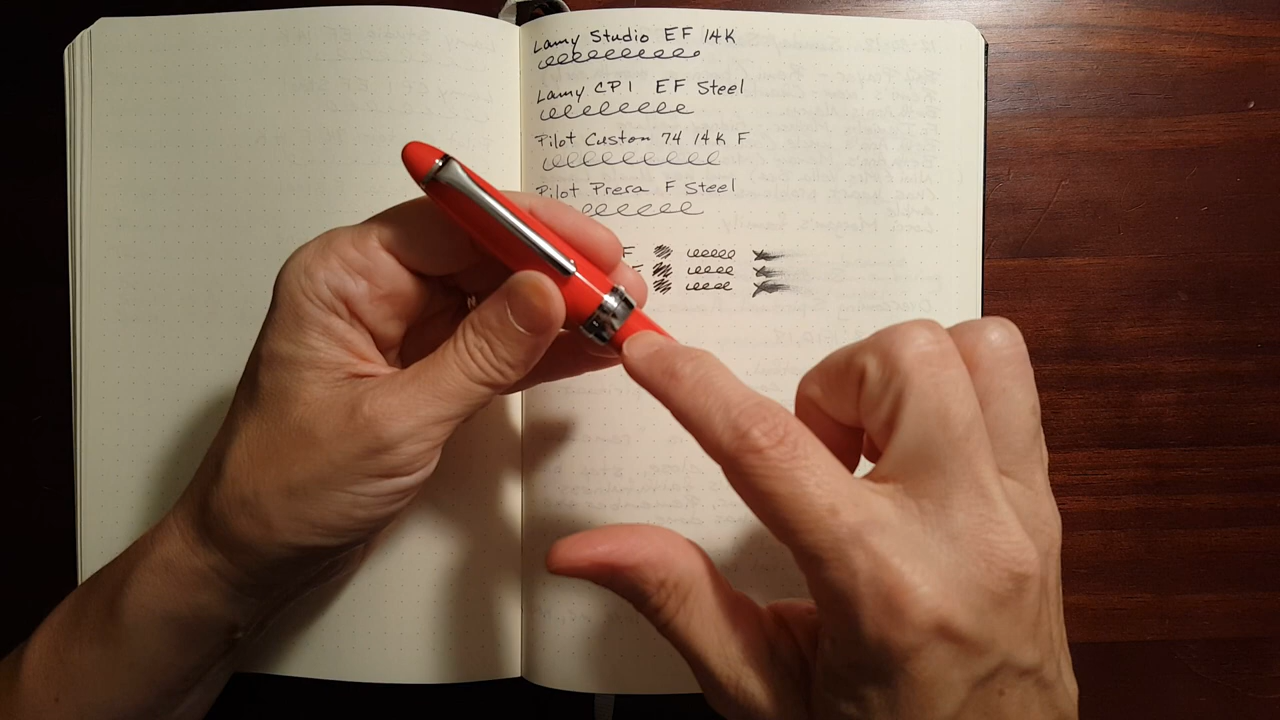 Lamy Studio EF 14K
Lamy CP1 EF Steel
Pilot Custom 74 14K F
Pilot Prera F Steel
F
F